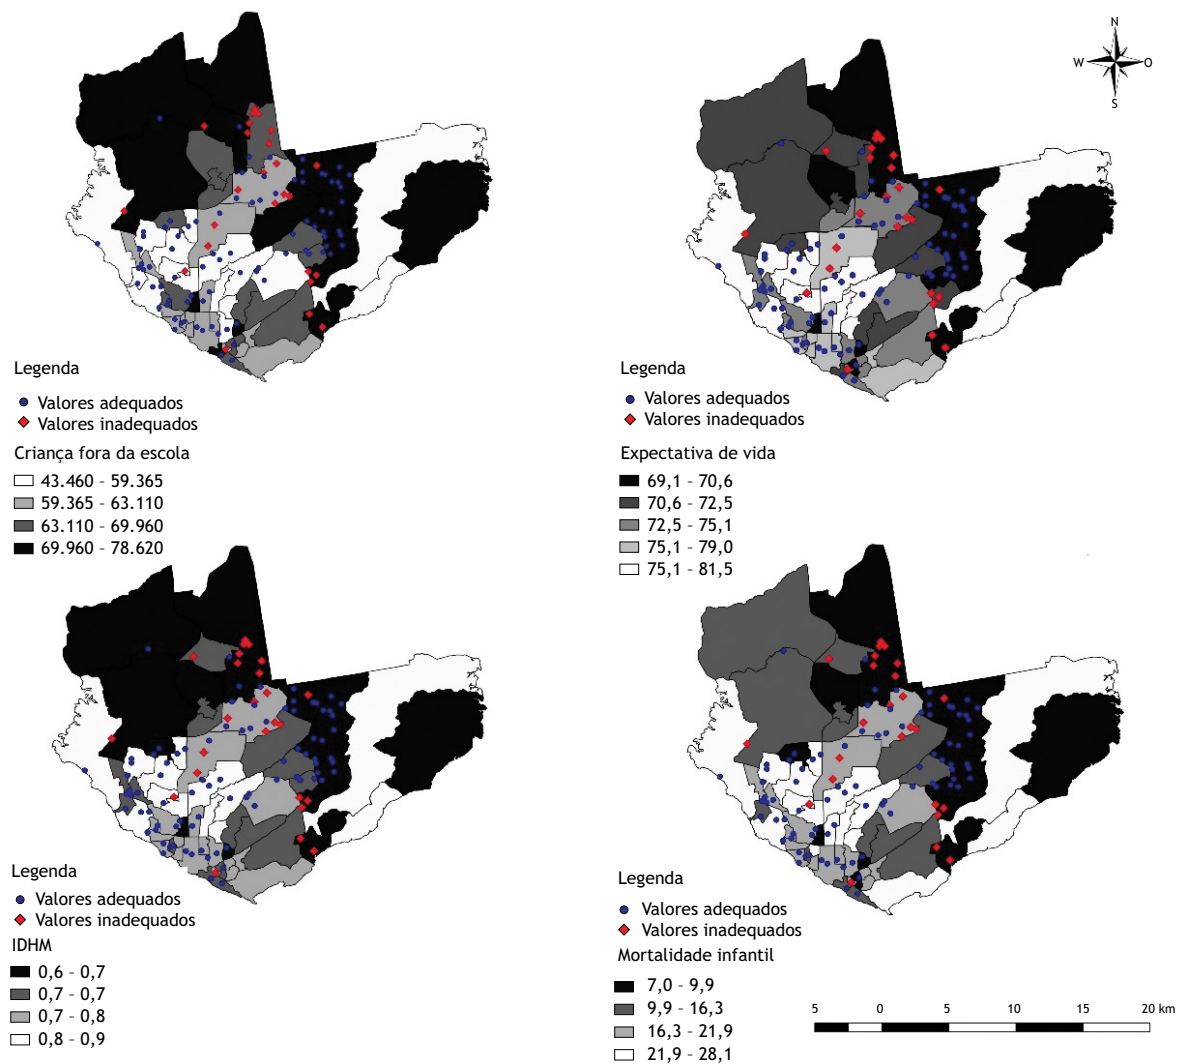 N
W O
S
Legenda
Valores adequados
Valores inadequados
Criança fora da escola
43.460 – 59.365
59.365 – 63.110
63.110 – 69.960
69.960 – 78.620
Legenda
Valores adequados
Valores inadequados
Expectativa de vida
69,1 – 70,6
70,6 – 72,5
72,5 – 75,1
75,1 – 79,0
75,1 – 81,5
Legenda
Valores adequados
Valores inadequados
IDHM
0,6 – 0,7
0,7 – 0,7
0,7 – 0,8
0,8 – 0,9
Legenda
Valores adequados
Valores inadequados
Mortalidade infantil
7,0 – 9,9
9,9 – 16,3
16,3 – 21,9
21,9 – 28,1
5 0 5 10 15 20 km